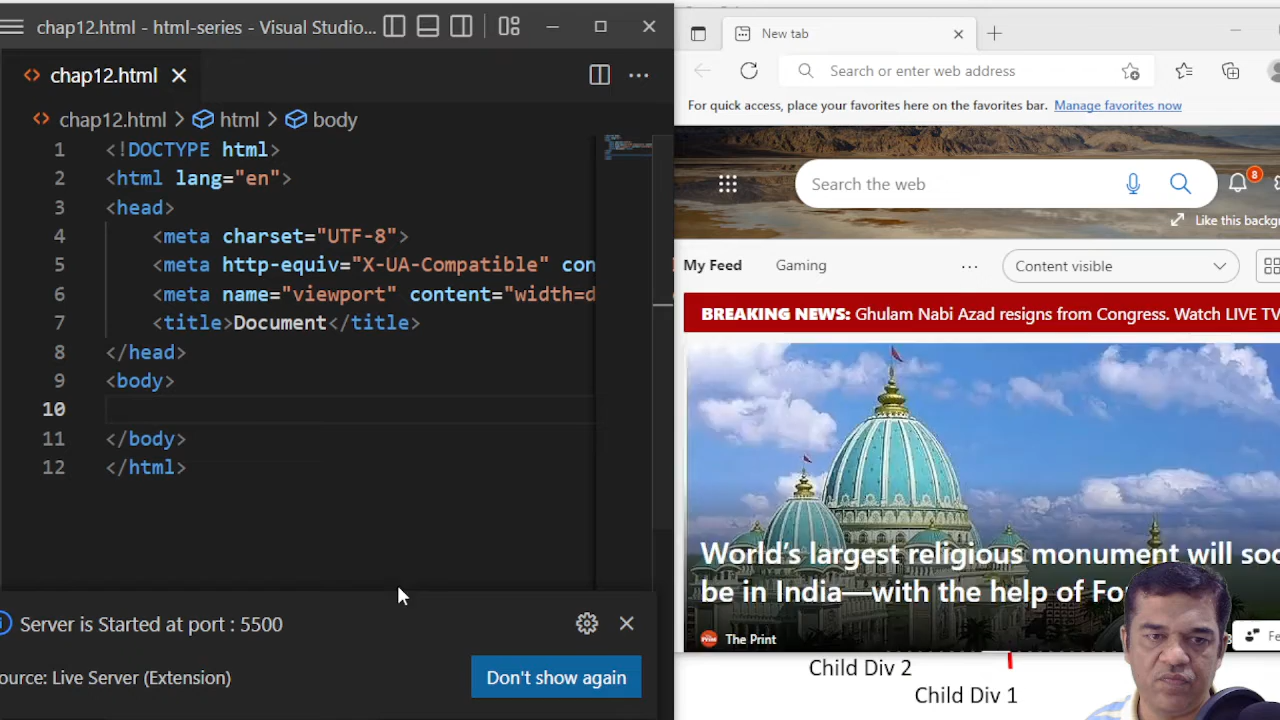 chap12.html - html-series - Visual Studio...
chap12.html
chap12.html > html > body
1 <!DOCTYPE html>
2 <html lang="en">
3 <head>
4 <meta charset="UTF-8">
5 <meta http-equiv="X-UA-Compatible" con
6 <meta name="viewport" content="width=d
7 <title>Document</title>
8 </head>
9 <body>
10
11 </body>
12 </html>
Server is Started at port : 5500
ource: Live Server (Extension)
Don't show again
New tab
Search or enter web address
For quick access, place your favorites here on the favorites bar. Manage favorites now
Search the web
8
Like this backg
My Feed Gaming ... Content visible
BREAKING NEWS: Ghulam Nabi Azad resigns from Congress. Watch LIVE TV
World's largest religious monument will soo
be in India—with the help of Fo
The Print
Fe
Child Div 2
Child Div 1